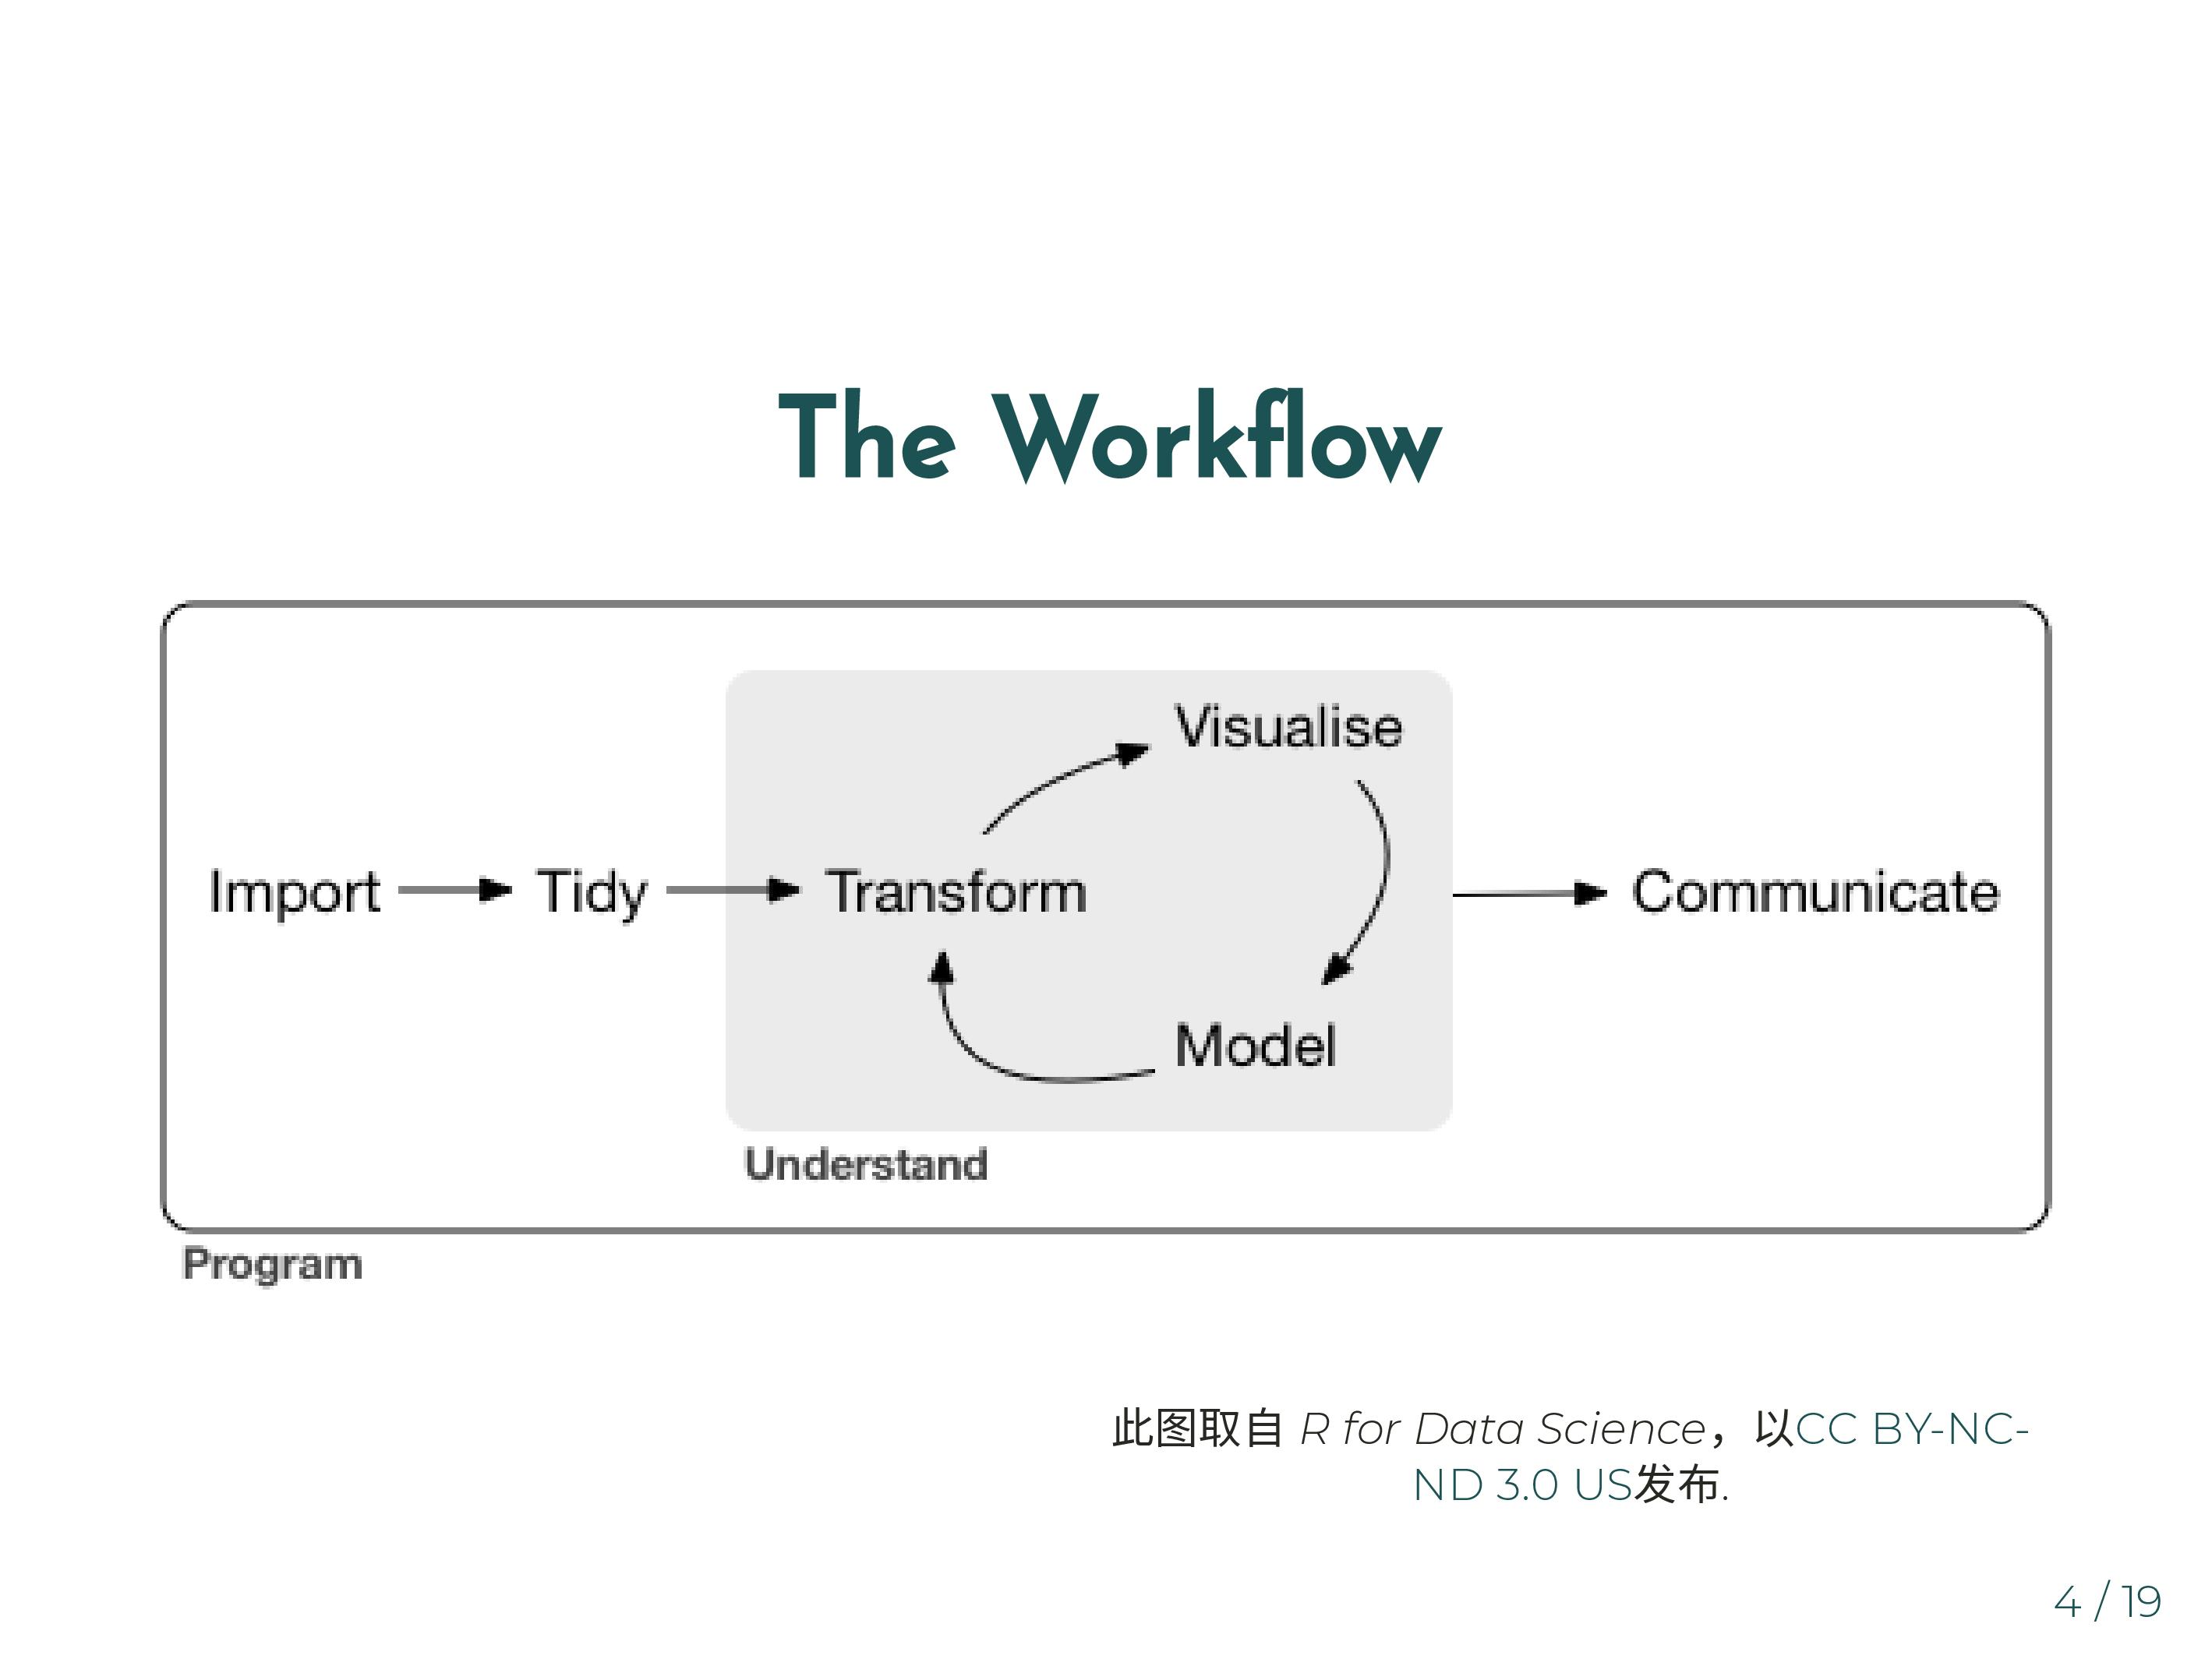 The Workflow
Visualise
Import
Tidy
Transform
Communicate
Model
Understand
Program
此图取自 R for Data Science，以CC BY-NC-
ND 3.0 US发布.
4 / 19